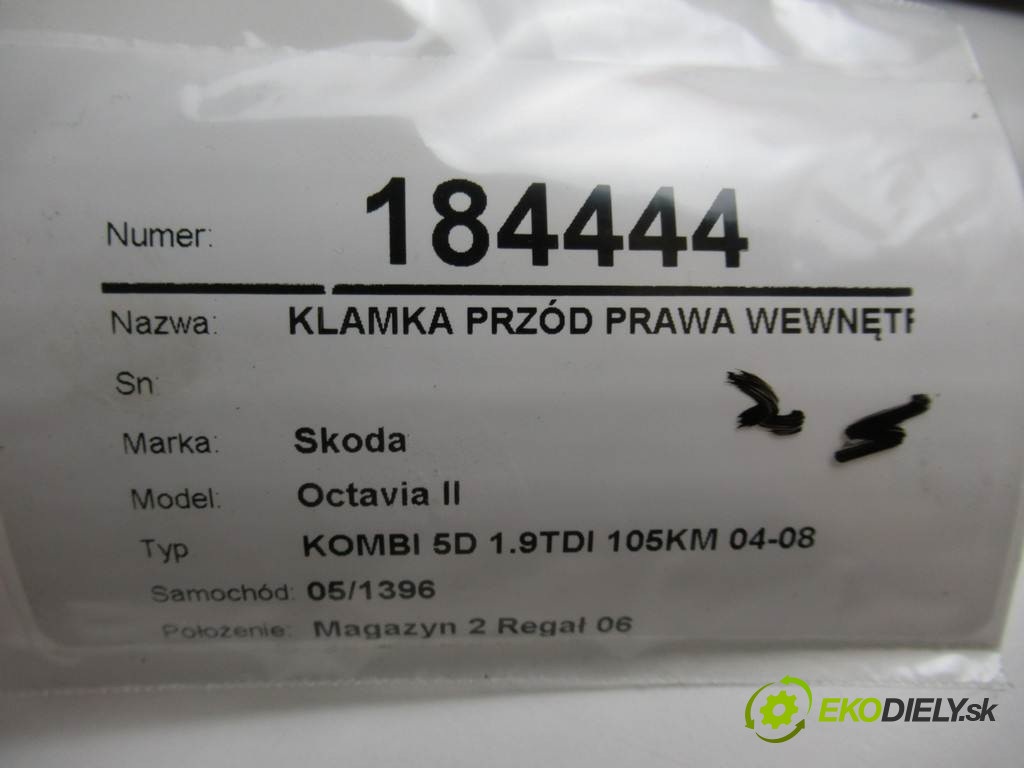 Numer: 184444
Nazwa: KLAMKA PRZÓD PRAWA WEWNĘTR
Sn:
Marka: Skoda
Model: Octavia II
Typ KOMBI 5D 1.9TDI 105KM 04-08
Samochód: 05/1396
Położenie: Magazyn 2 Regał 06
EKODIELY.sk